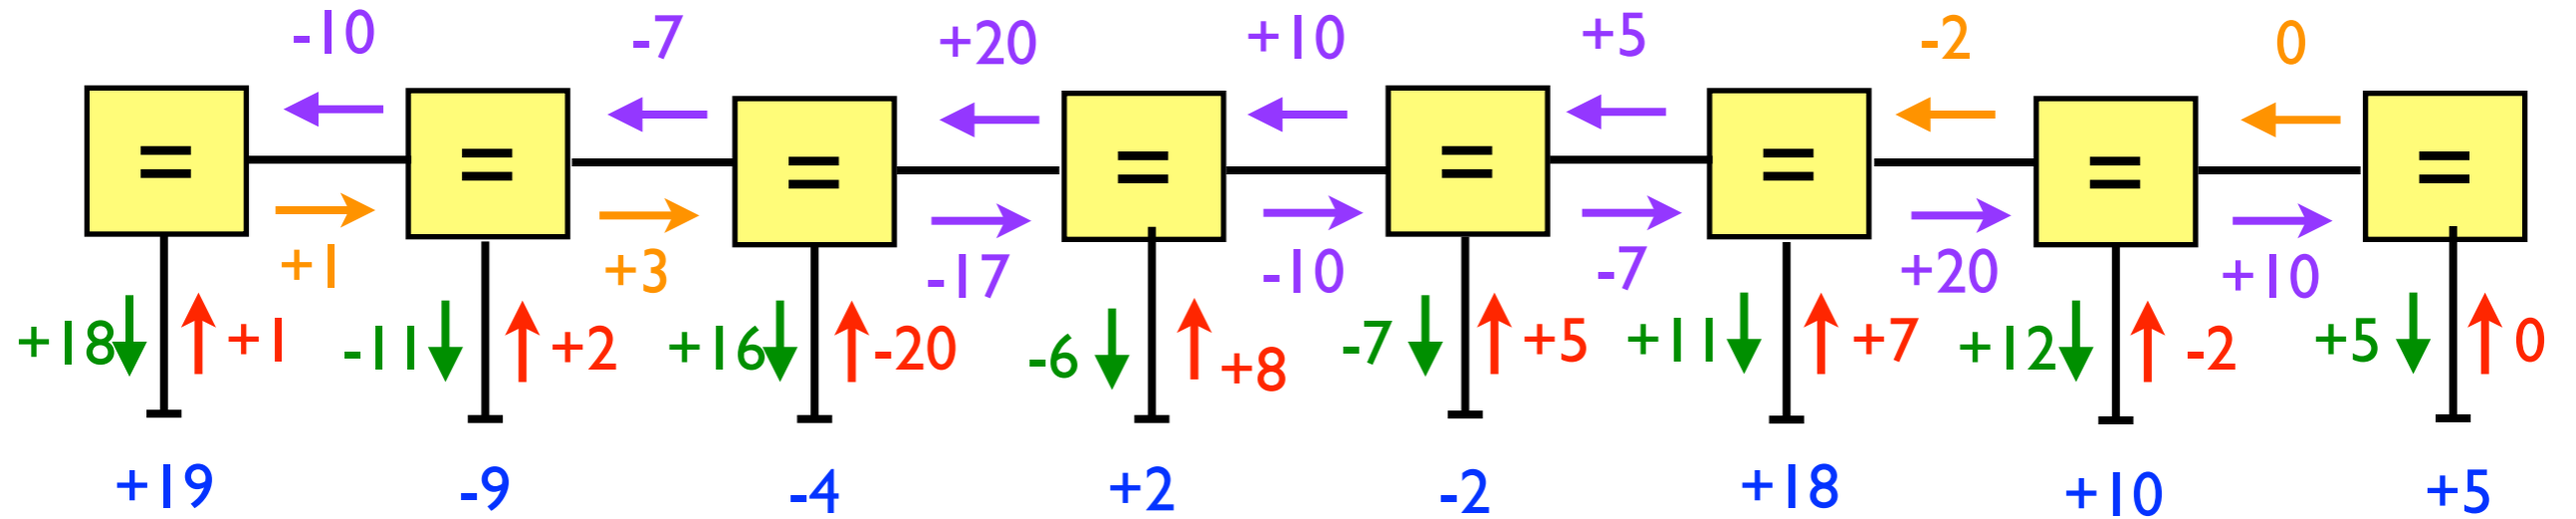 -10 -7 +20 +10 +5 -2 0
= = = = = = = =
+1 +3 -17 -10 -7 +20 +10
+18 +1 -11 +2 +16 -20 -6 +8 -7 +5 +11 +7 +12 -2 +5 0
+19 -9 -4 +2 -2 +18 +10 +5